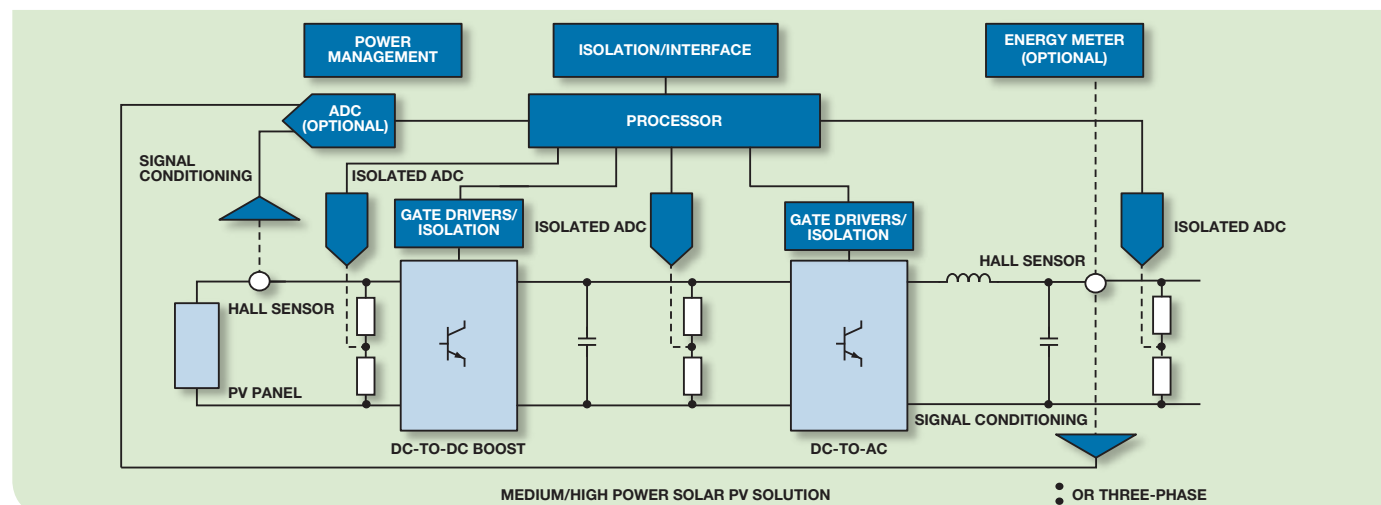 POWER
MANAGEMENT
ISOLATION/INTERFACE
ENERGY METER
(OPTIONAL)
ADC
(OPTIONAL)
PROCESSOR
SIGNAL
CONDITIONING
ISOLATED ADC
GATE DRIVERS/
ISOLATION
ISOLATED ADC
GATE DRIVERS/
ISOLATION
ISOLATED ADC
HALL SENSOR
HALL SENSOR
PV PANEL
SIGNAL CONDITIONING
DC-TO-DC BOOST
DC-TO-AC
MEDIUM/HIGH POWER SOLAR PV SOLUTION
OR THREE-PHASE